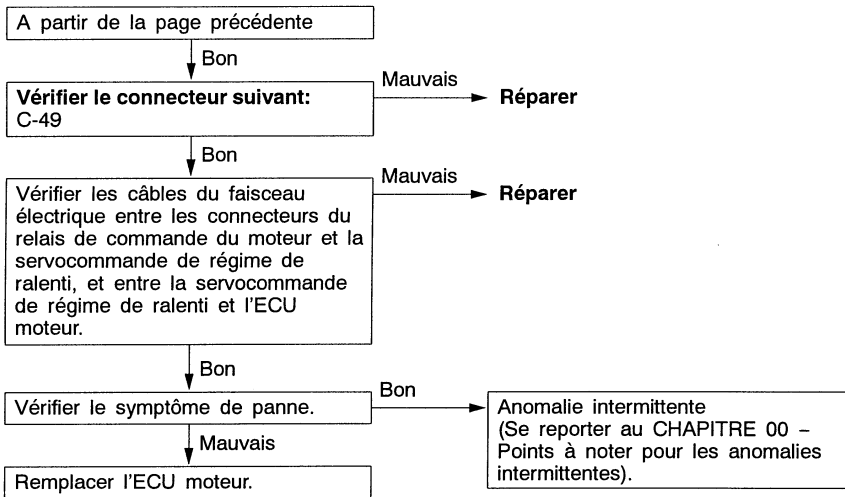 A partir de la page précédente
Bon
Vérifier le connecteur suivant:
C-49
Mauvais
Réparer
Bon
Vérifier les câbles du faisceau
électrique entre les connecteurs du
relais de commande du moteur et la
servocommande de régime de
ralenti, et entre la servocommande
de régime de ralenti et l'ECU
moteur.
Mauvais
Réparer
Bon
Vérifier le symptôme de panne.
Bon
Anomalie intermittente
(Se reporter au CHAPITRE 00 –
Points à noter pour les anomalies
intermittentes).
Mauvais
Remplacer l'ECU moteur.